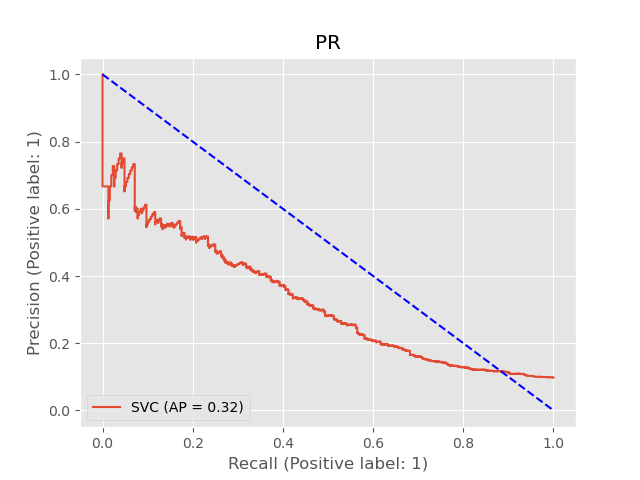 PR
1.0
0.8
0.6
0.4
0.2
0.0
Precision (Positive label: 1)
SVC (AP = 0.32)
0.0 0.2 0.4 0.6 0.8 1.0
Recall (Positive label: 1)